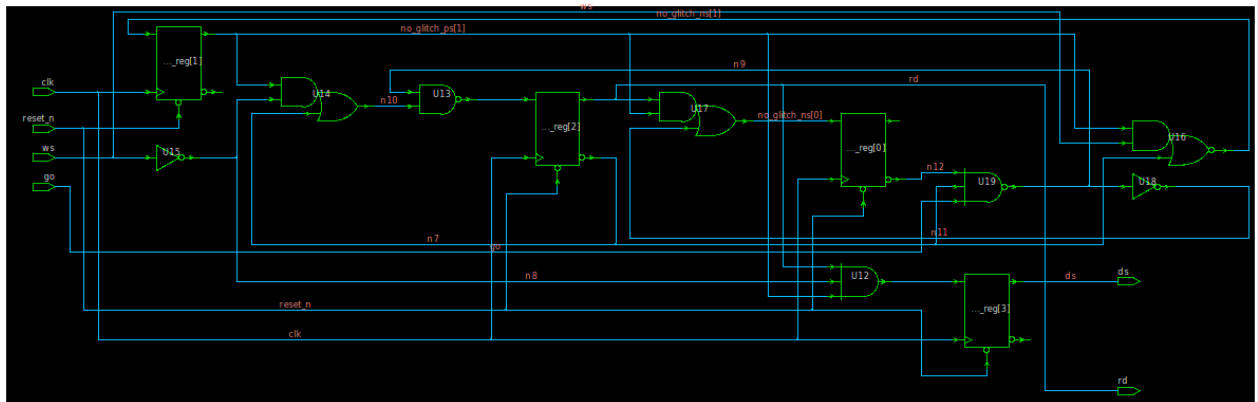 ws
no_glitch_ns[1]
no_glitch_ps[1]
..._reg[1]
n9
rd
clk
U14
n10
U13
U17
no_glitch_ns[0]
reset_n
..._reg[2]
U16
ws
U15
..._reg[0]
n12
go
U19
U18
n7
go
n11
n8
U12
ds
ds
reset_n
..._reg[3]
clk
rd